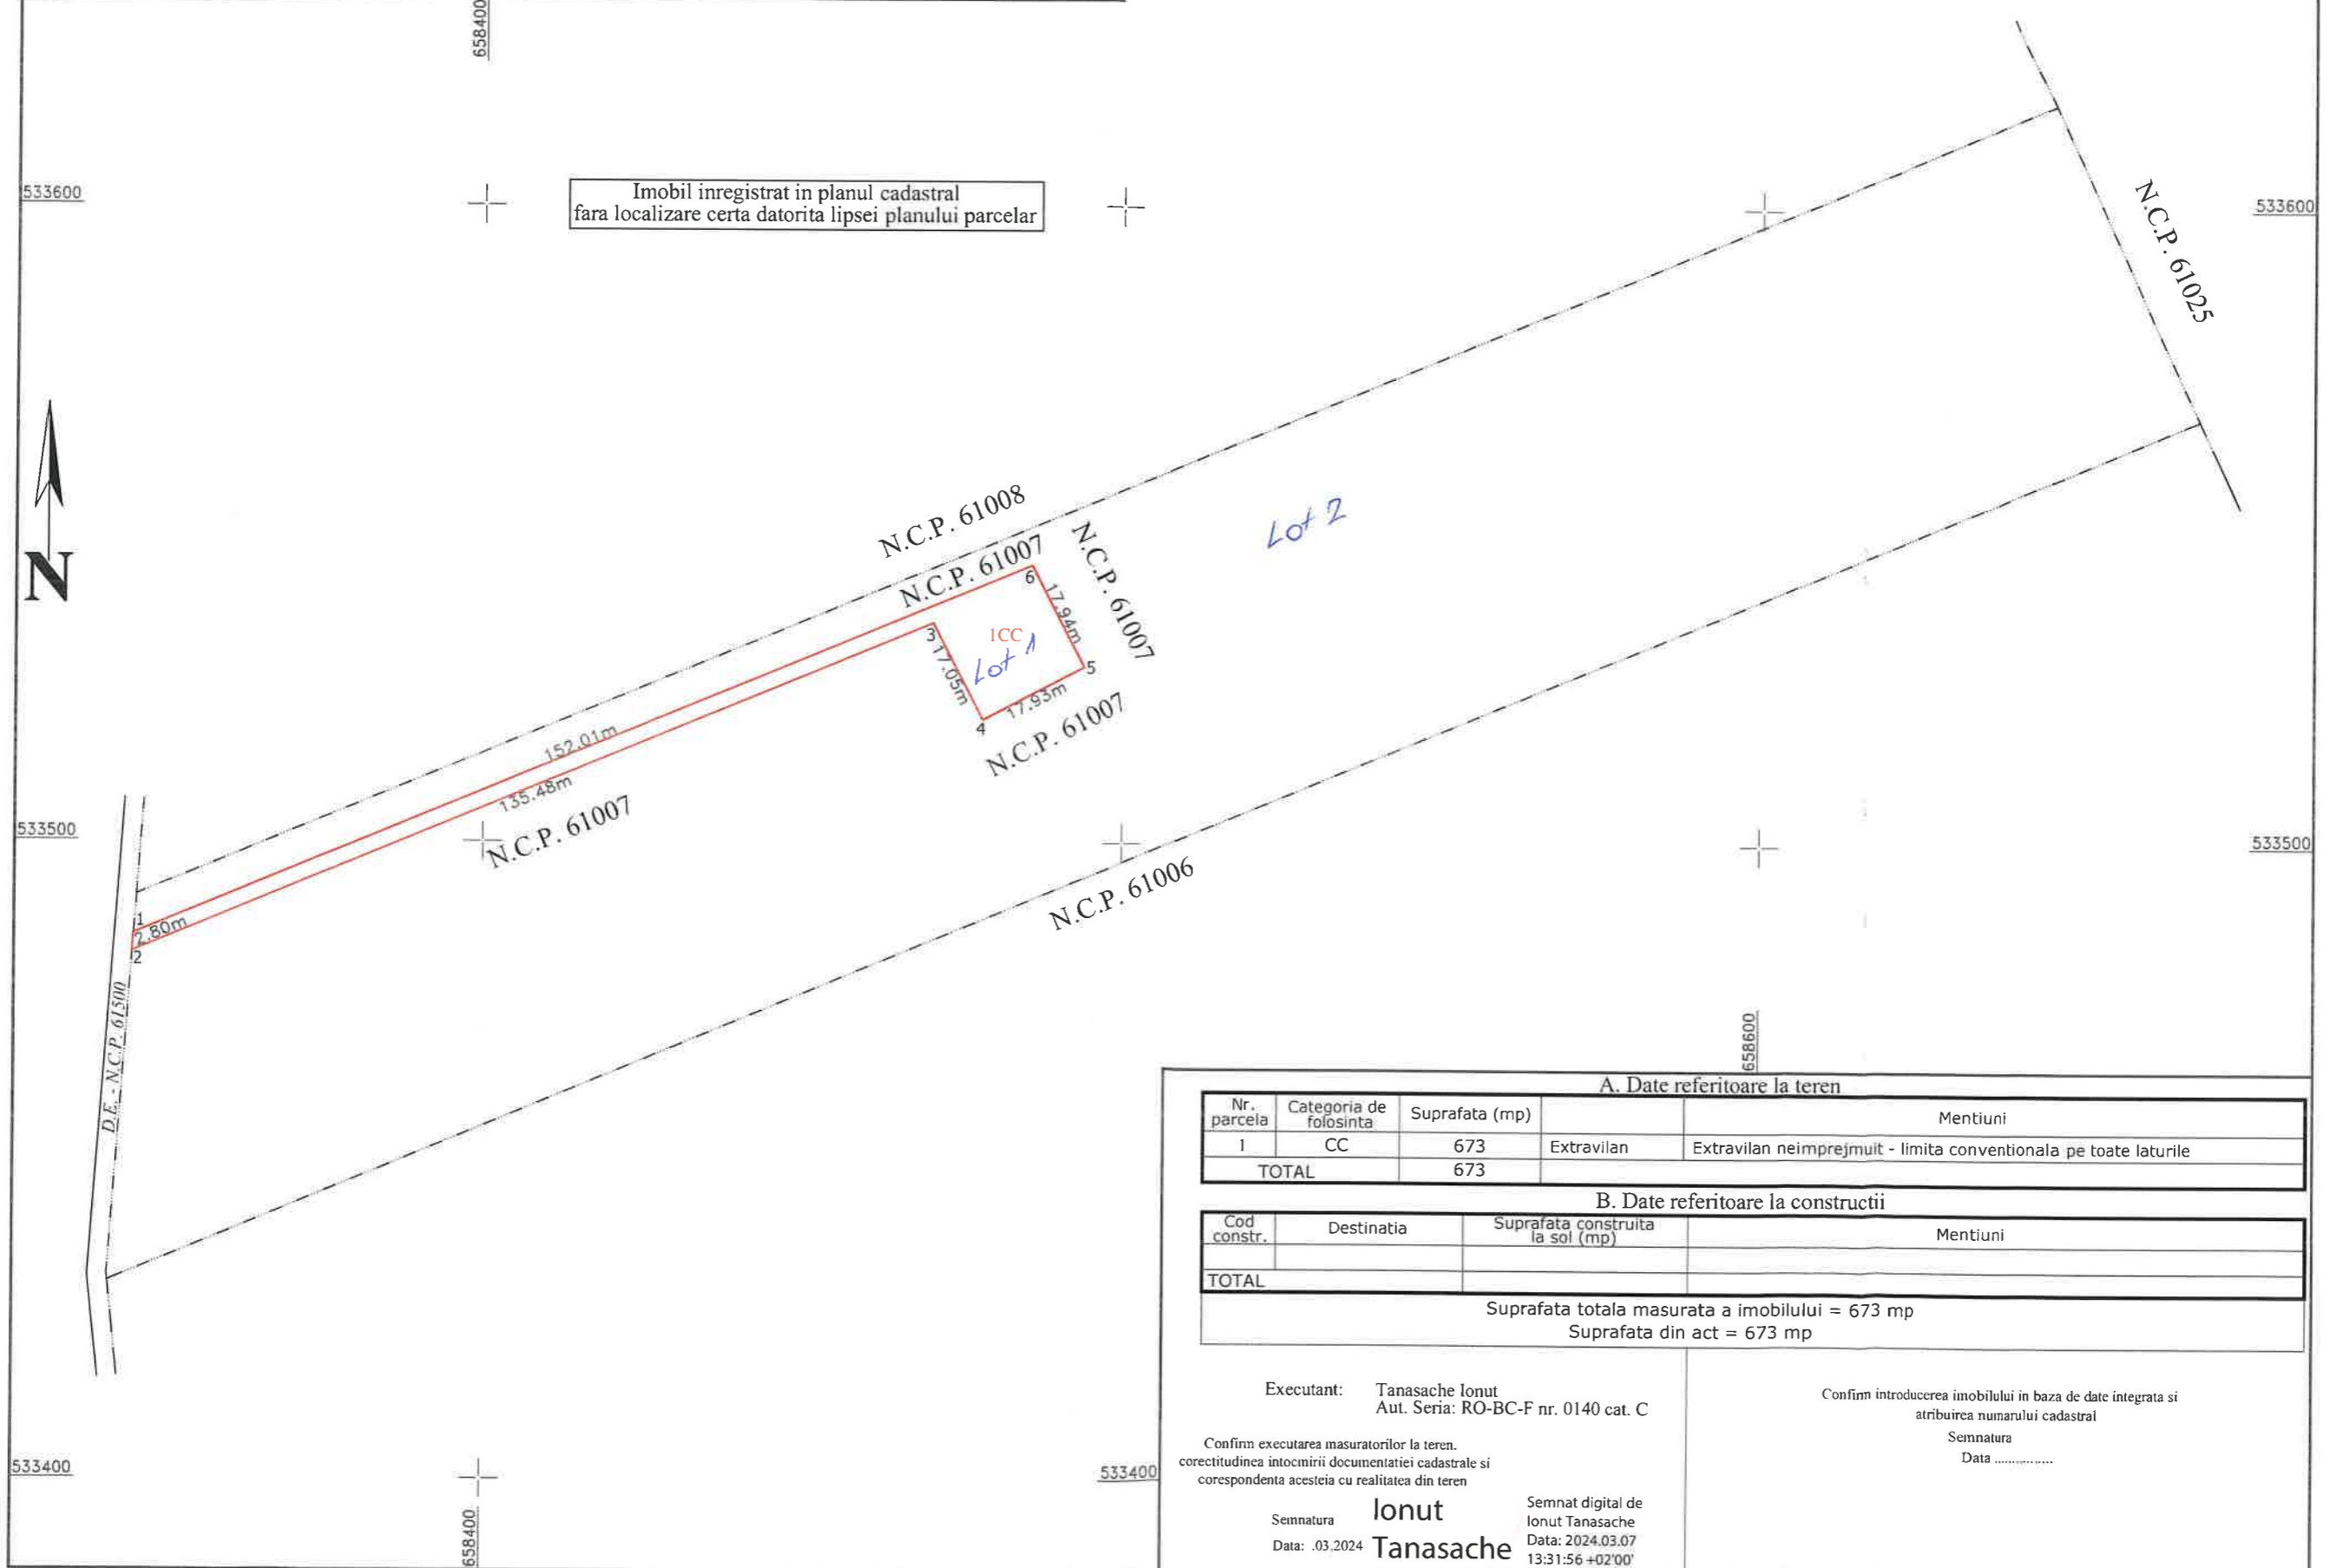 658400
533600
Imobil inregistrat in planul cadastral
fara localizare certa datorita lipsei planului parcelar
533600
N.C.P. 61025
N
N.C.P. 61008
Lot 2
N.C.P. 61007
6
N.C.P. 61007
17.94m
3
1CC
Lot 1
17.05m
5
17.93m
4
N.C.P. 61007
152.01m
135.48m
N.C.P. 61007
533500
533500
N.C.P. 61006
1
2.80m
2
D.E. - N.C.P. 61500
658600
A. Date referitoare la teren
Nr. parcela Categoria de folosinta Suprafata (mp) Mentiuni
1 CC 673 Extravilan Extravilan neimprejmuit - limita conventionala pe toate laturile
TOTAL 673
B. Date referitoare la constructii
Cod constr. Destinatia Suprafata construita la sol (mp) Mentiuni
TOTAL
Suprafata totala masurata a imobilului = 673 mp
Suprafata din act = 673 mp
Executant: Tanasache Ionut
Aut. Seria: RO-BC-F nr. 0140 cat. C
Confirm executarea masuratorilor la teren.
corectitudinea intocmirii documentatiei cadastrale si
corespondenta acesteia cu realitatea din teren
Semnatura
Data: .03.2024
Ionut
Tanasache
Semnat digital de
Ionut Tanasache
Data: 2024.03.07
13:31:56 +02'00'
Confirm introducerea imobilului in baza de date integrata si
atribuirea numarului cadastral
Semnatura
Data ...............
533400
533400
658400